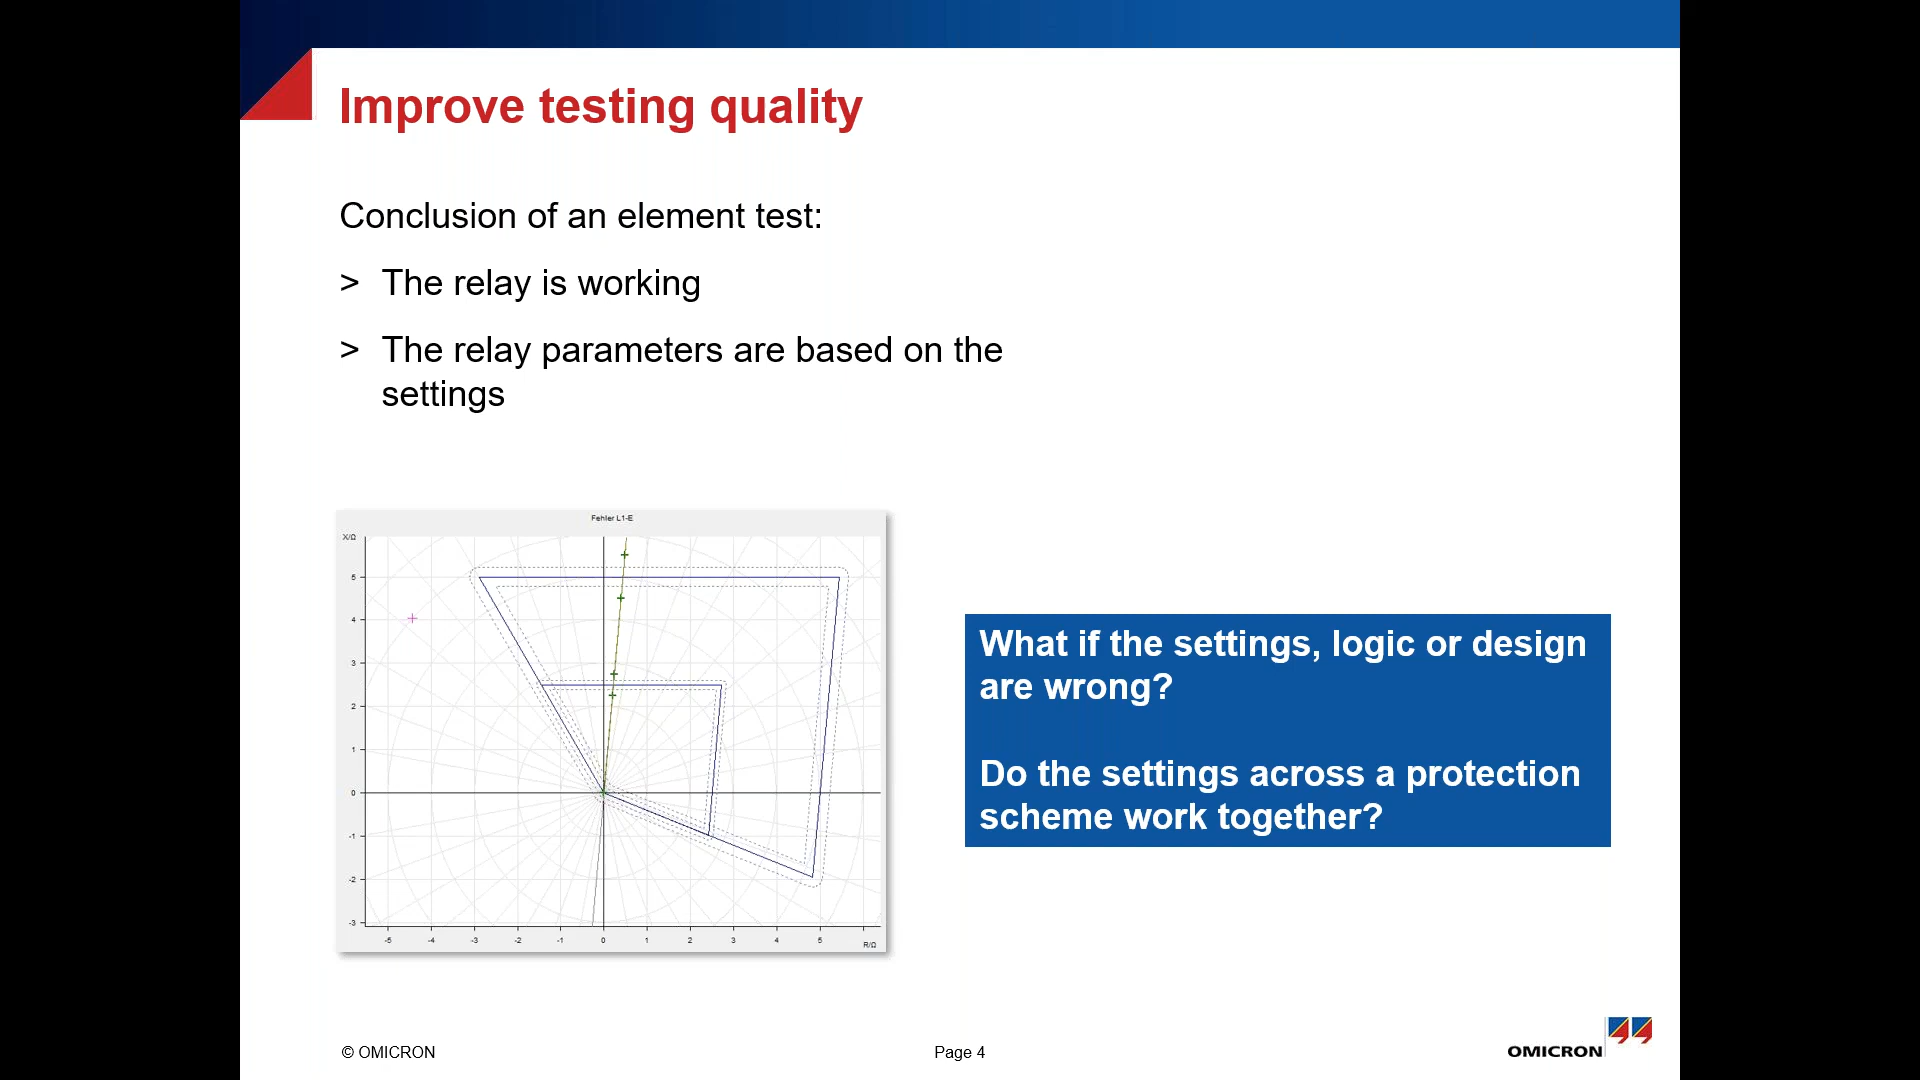 Improve testing quality
Conclusion of an element test:
> The relay is working
> The relay parameters are based on the
settings
Fehler L1-E
X/Ω
5
4
3
2
1
0
-1
-2
-3
-5 -4 -3 -2 -1 0 1 2 3 4 5
R/Ω
What if the settings, logic or design
are wrong?
Do the settings across a protection
scheme work together?
© OMICRON
Page 4
OMICRON